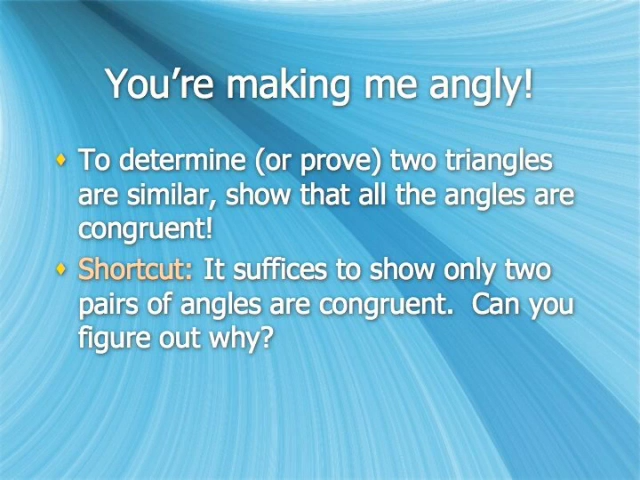 You’re making me angly!
To determine (or prove) two triangles
are similar, show that all the angles are
congruent!
Shortcut: It suffices to show only two
pairs of angles are congruent.  Can you
figure out why?